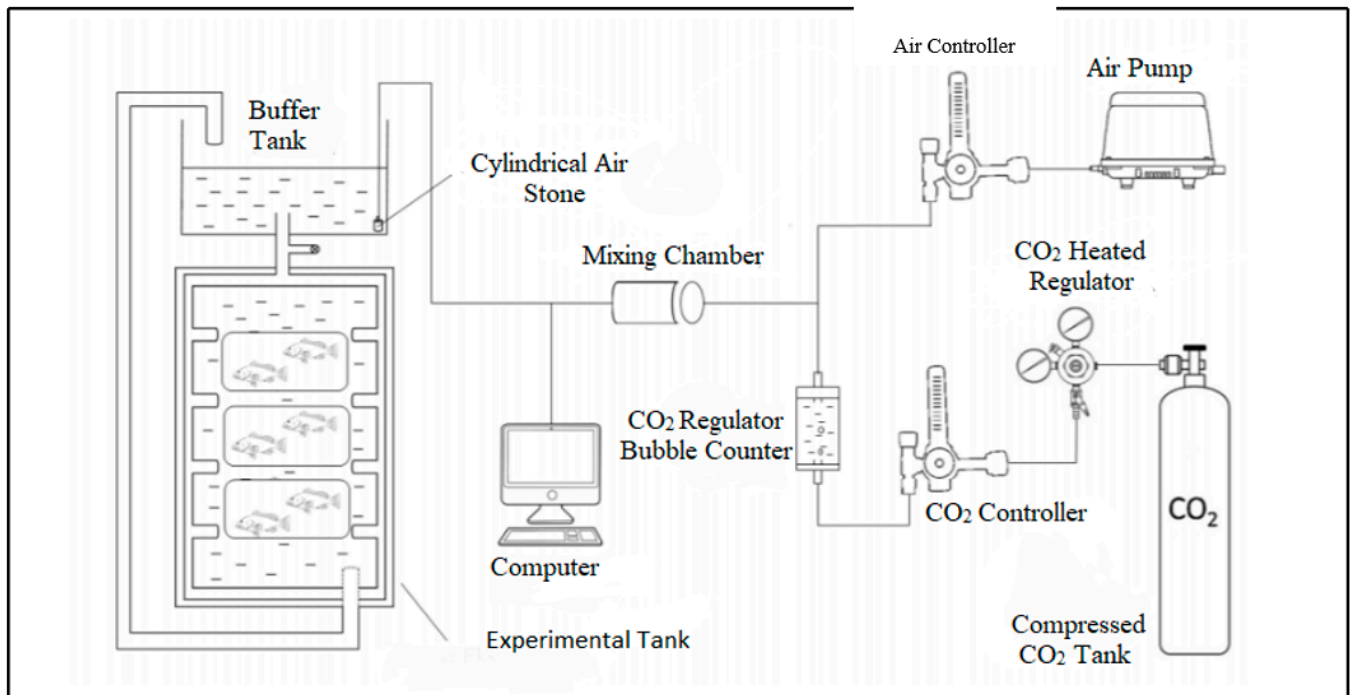 Air Controller
Air Pump
Buffer
Tank
Cylindrical Air
Stone
Mixing Chamber
CO₂ Heated
Regulator
CO₂ Regulator
Bubble Counter
CO₂ Controller
CO₂
Computer
Experimental Tank
Compressed
CO₂ Tank